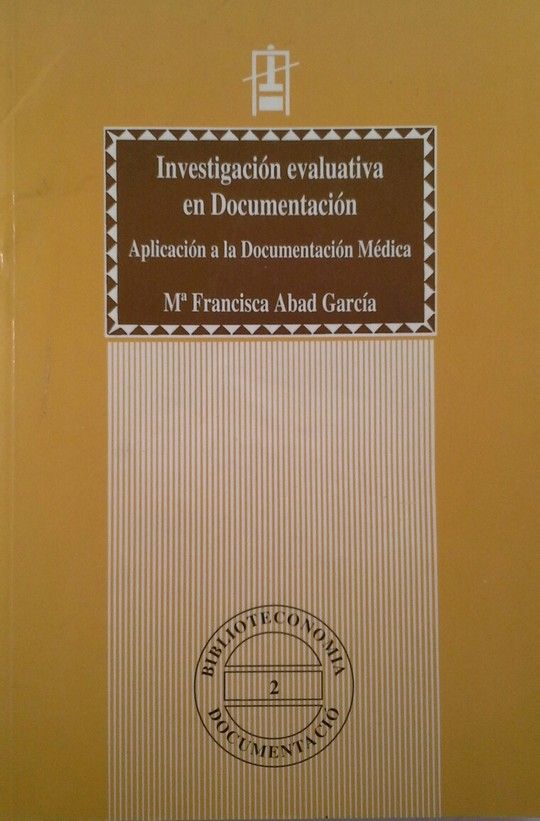 Investigación evaluativa
en Documentación
Aplicación a la Documentación Médica
Mª Francisca Abad García
BIBLIOTECONOMIA
2
DOCUMENTACIÓ